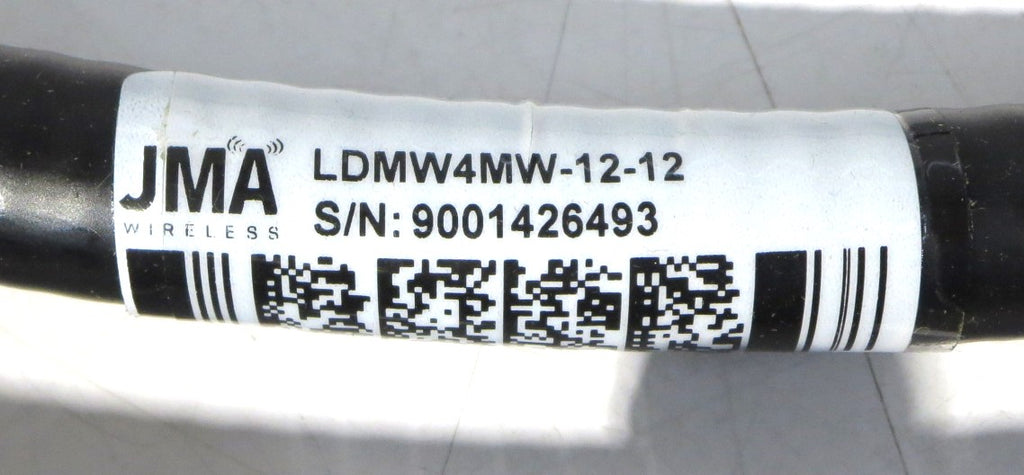 JMA
WIRELESS
LDMW4MW-12-12
S/N: 9001426493